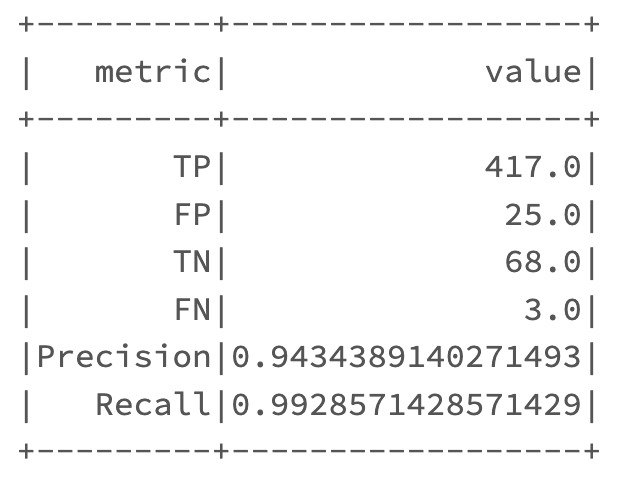 +---------+------------------+
|   metric|             value|
+---------+------------------+
|       TP|             417.0|
|       FP|              25.0|
|       TN|              68.0|
|       FN|               3.0|
|Precision|0.9434389140271493|
|   Recall|0.9928571428571429|
+---------+------------------+